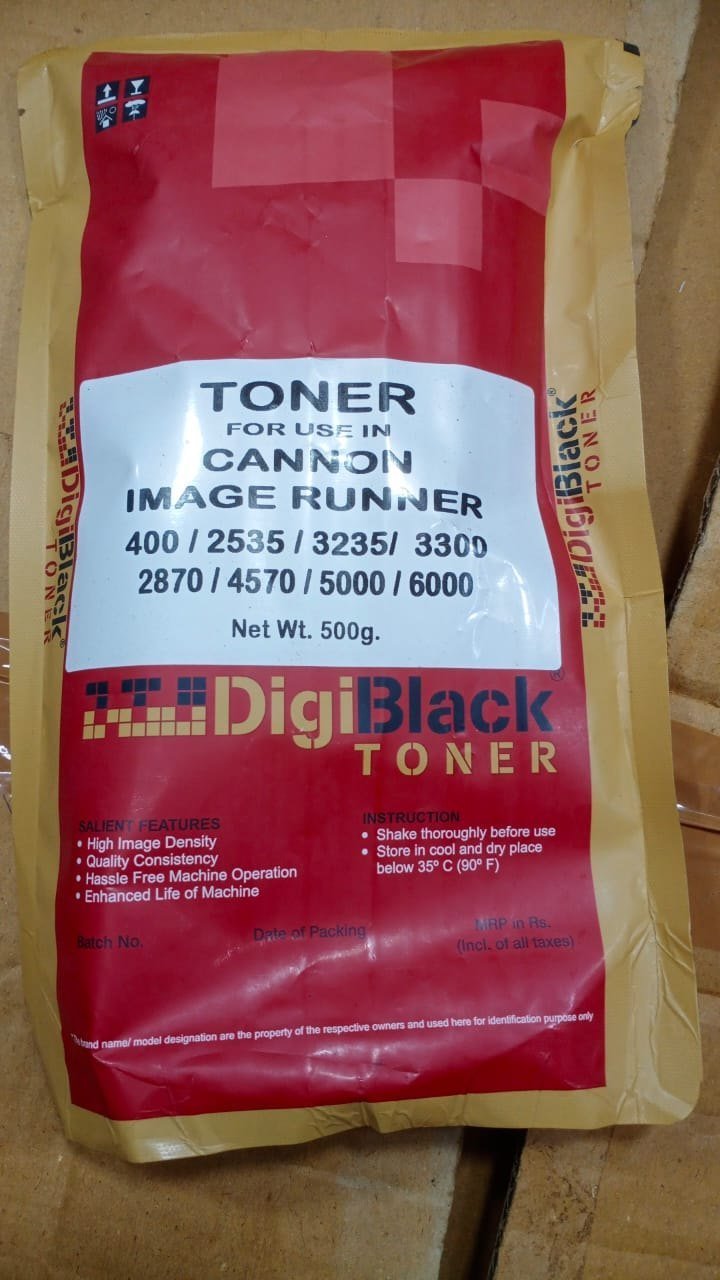 TONER
FOR USE IN
CANNON
IMAGE RUNNER
400 / 2535 / 3235/ 3300
2870 / 4570 / 5000 / 6000
Net Wt. 500g.
DigiBlack®
TONER
DigiBlack®
TONER
DigiBlack®
TONER
SALIENT FEATURES
• High Image Density
• Quality Consistency
• Hassle Free Machine Operation
• Enhanced Life of Machine
INSTRUCTION
• Shake thoroughly before use
• Store in cool and dry place
below 35º C (90º F)
Batch No.
Date of Packing
MRP in Rs.
(Incl. of all taxes)
brand name/ model designation are the property of the respective owners and used here for identification purpose only